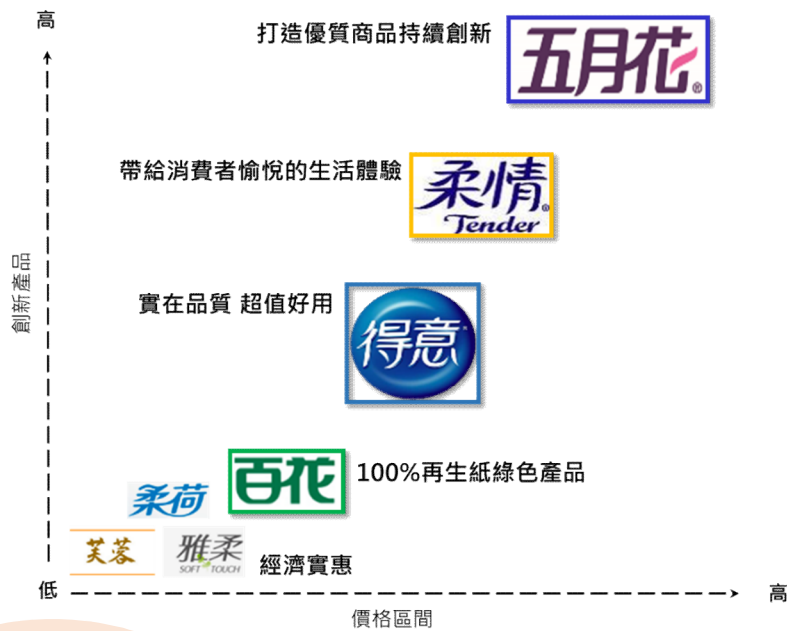 高
打造優質商品持續創新
五月花®
帶給消費者愉悅的生活體驗
柔情®
Tender
創新產品
實在品質 超值好用
得意
百花
100%再生紙綠色產品
柔荷
芙蓉
雅柔
SOFT TOUCH
經濟實惠
低
高
價格區間